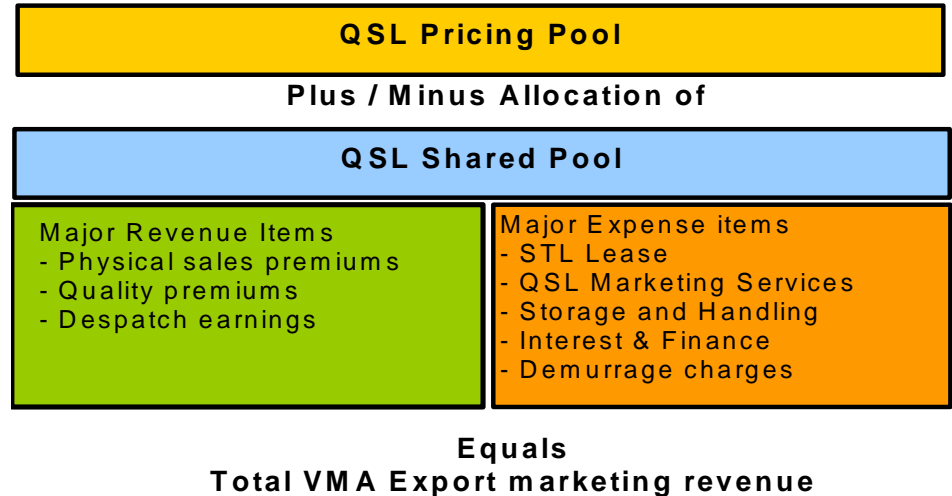 QSL Pricing Pool
Plus / Minus Allocation of
QSL Shared Pool
Major Revenue Items
- Physical sales premiums
- Quality premiums
- Despatch earnings
Major Expense items
- STL Lease
- QSL Marketing Services
- Storage and Handling
- Interest & Finance
- Demurrage charges
Equals
Total VMA Export marketing revenue